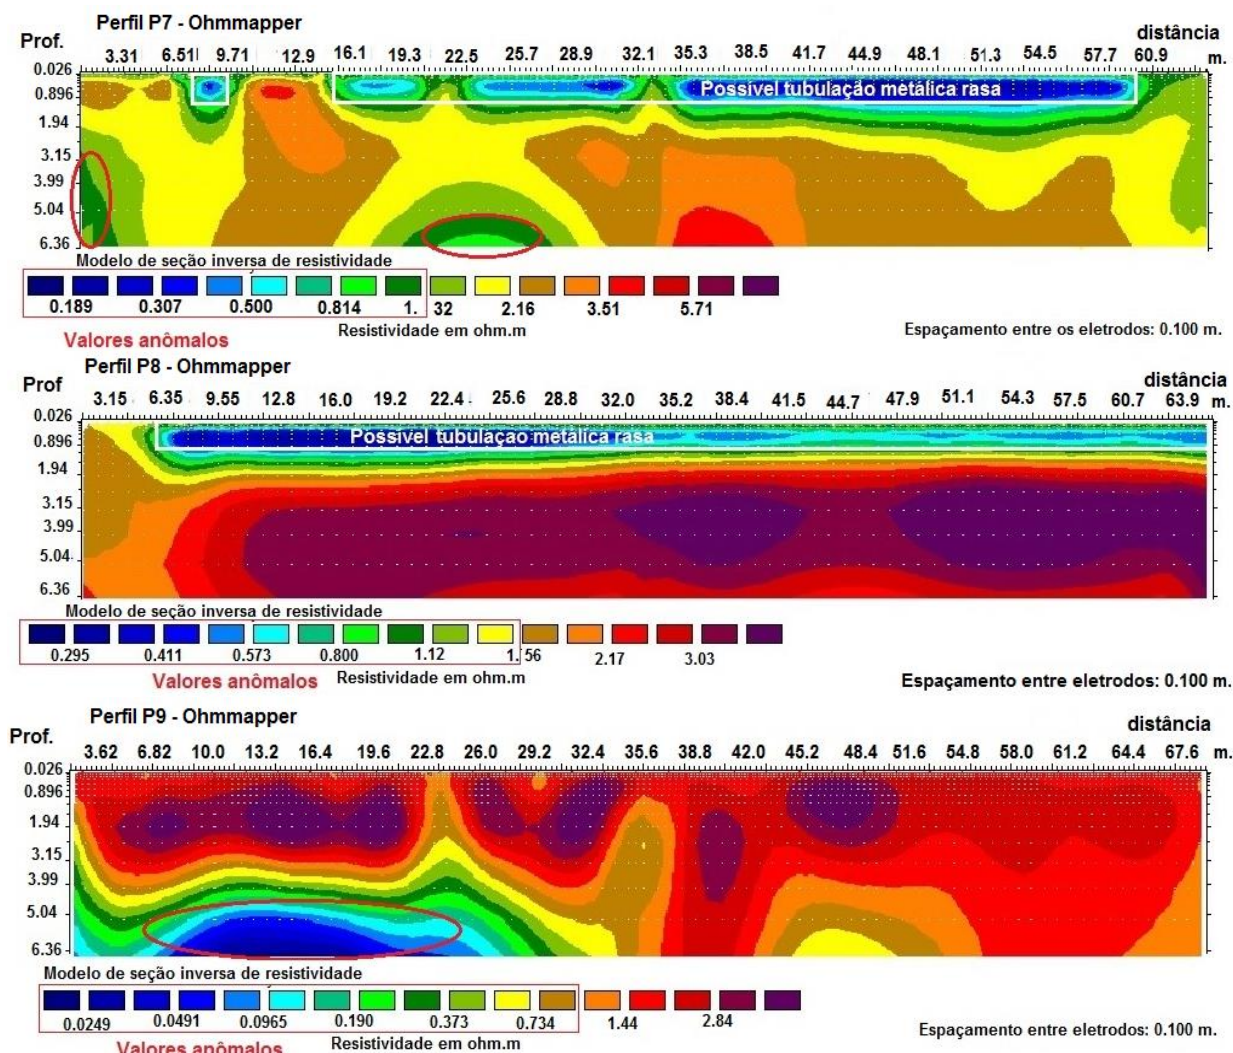 Perfil P7 - Ohmmapper
distância
Prof.
3.31 6.51 9.71 12.9 16.1 19.3 22.5 25.7 28.9 32.1 35.3 38.5 41.7 44.9 48.1 51.3 54.5 57.7 60.9 m.
0.026
0.896
Possível tubulação metálica rasa
1.94
3.15
3.99
5.04
6.36
Modelo de seção inversa de resistividade
0.189 0.307 0.500 0.814 1. 32 2.16 3.51 5.71
Resistividade em ohm.m
Espaçamento entre os eletrodos: 0.100 m.
Valores anômalos
Perfil P8 - Ohmmapper
Prof
distância
3.15 6.35 9.55 12.8 16.0 19.2 22.4 25.6 28.8 32.0 35.2 38.4 41.5 44.7 47.9 51.1 54.3 57.5 60.7 63.9 m.
0.026
0.896
Possível tubulaçao metálica rasa
1.94
3.15
3.99
5.04
6.36
Modelo de seção inversa de resistividade
0.295 0.411 0.573 0.800 1.12 1.56 2.17 3.03
Valores anômalos
Resistividade em ohm.m
Espaçamento entre eletrodos: 0.100 m.
Perfil P9 - Ohmmapper
distância
Prof.
3.62 6.82 10.0 13.2 16.4 19.6 22.8 26.0 29.2 32.4 35.6 38.8 42.0 45.2 48.4 51.6 54.8 58.0 61.2 64.4 67.6 m.
0.026
0.896
1.94
3.15
3.99
5.04
6.36
Modelo de seção inversa de resistividade
0.0249 0.0491 0.0965 0.190 0.373 0.734 1.44 2.84
Resistividade em ohm.m
Espaçamento entre eletrodos: 0.100 m.
Valores anômalos